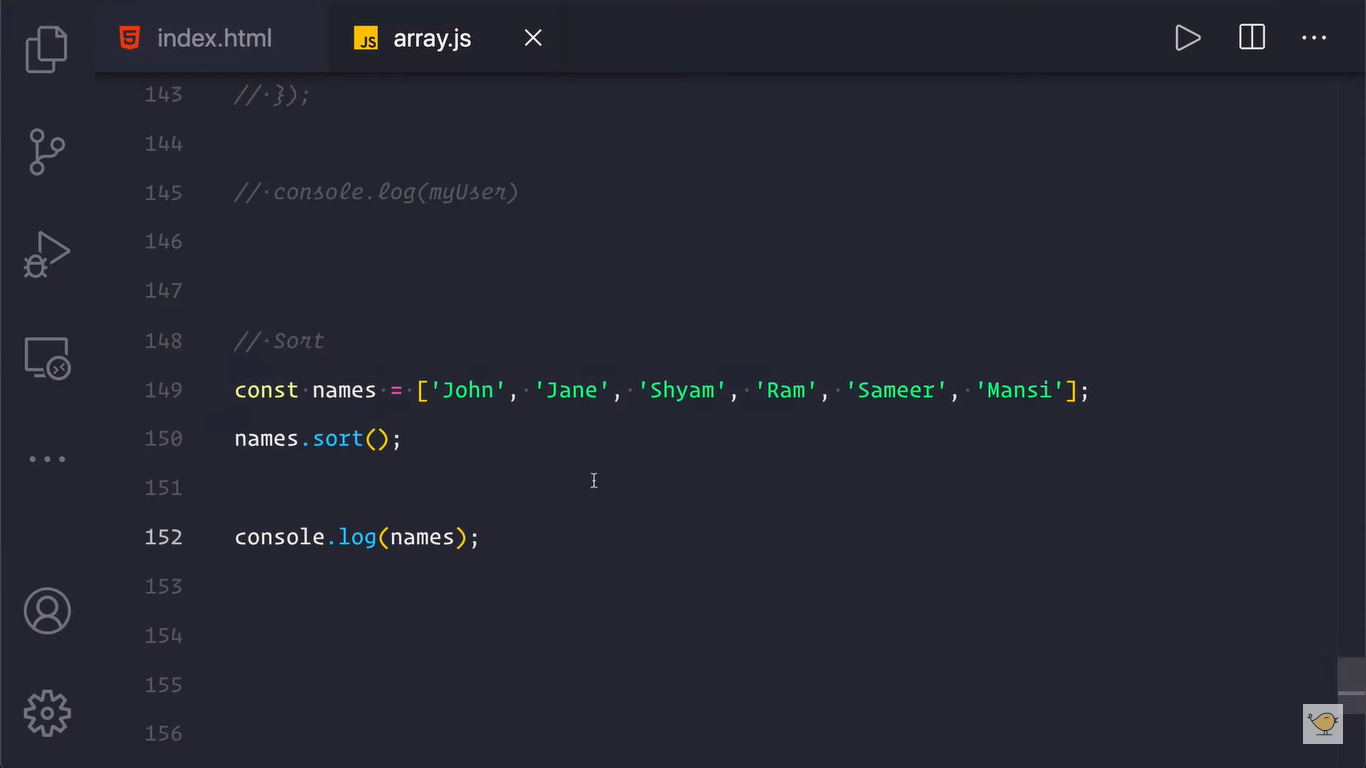 index.html
JS array.js
143 // });
144
145 // console.log(myUser)
146
147
148 // Sort
149 const names = ['John', 'Jane', 'Shyam', 'Ram', 'Sameer', 'Mansi'];
150 names.sort();
151
152 console.log(names);
153
154
155
156